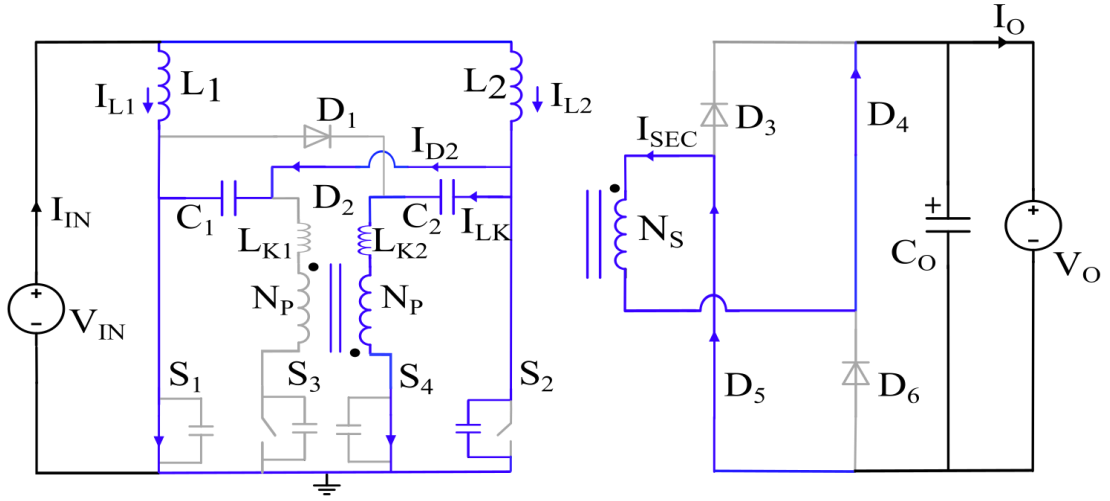 I_O
L1
L2
I_L1
I_L2
D_1
D_3
D_4
I_D2
I_SEC
D_2
C_1
C_2
I_LK
I_IN
L_K1
L_K2
N_S
+
C_O
V_O
+
−
N_P
N_P
+
−
V_IN
S_1
S_3
S_4
S_2
D_5
D_6